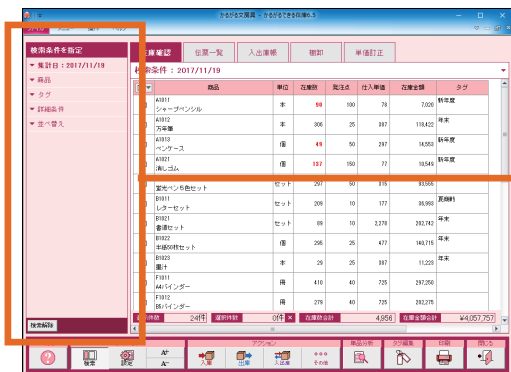 かるがる文房具 - かるがるできる在庫6.5
検索条件を指定
▼ 集計日：2017/11/19
▼ 商品
▼ タグ
▼ 詳細条件
▼ 並べ替え
検索解除
在庫確認 伝票一覧 入出庫帳 棚卸 単価訂正
検索条件：2017/11/19
商品 単位 在庫数 発注点 仕入単価 在庫金額 タグ
A1011
シャープペンシル 本 90 100 78 7,020 新年度
A1012
万年筆 本 306 25 387 118,422 年末
A1013
ペンケース 個 49 50 297 14,553 新年度
A1021
消しゴム 個 137 150 77 10,549 新年度
蛍光ペン５色セット セット 297 50 315 93,555
B1011
レターセット セット 209 10 177 36,993 夏期時
B1021
書道セット セット 89 10 2,278 202,742 年末
B1022
半紙50枚セット 個 295 25 477 140,715 年末
B1023
墨汁 本 29 25 387 11,223 年末
F1011
A4バインダー 冊 410 40 725 297,250
F1012
B5バインダー 冊 279 40 725 202,275
件数 24件 選択件数 0件 × 在庫数合計 4,956 在庫金額合計 ¥4,057,757
アクション 単品分析 タグ編集 印刷 閉じる
検索 設定 A+ A- 入庫 出庫 入出庫 その他